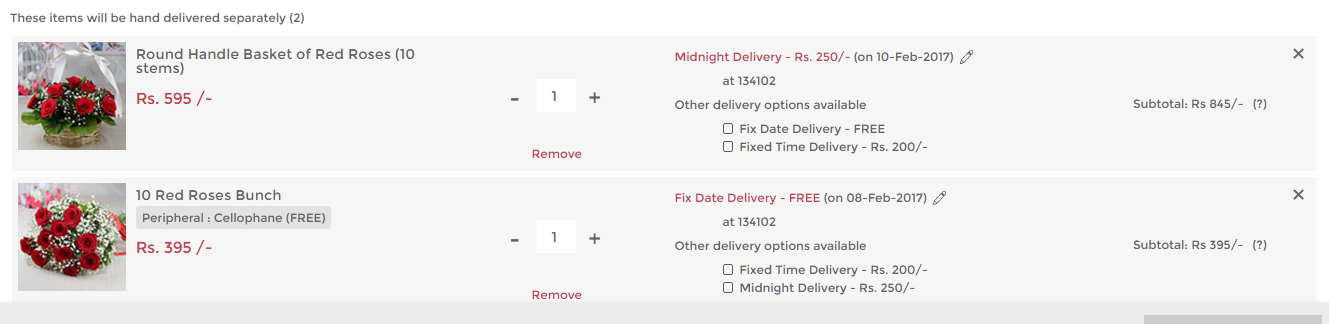 These items will be hand delivered separately (2)
Round Handle Basket of Red Roses (10
stems)
Rs. 595 /-
- 1 +
Remove
Midnight Delivery - Rs. 250/- (on 10-Feb-2017)
at 134102
Other delivery options available
Fix Date Delivery - FREE
Fixed Time Delivery - Rs. 200/-
Subtotal: Rs 845/- (?)
×
10 Red Roses Bunch
Peripheral : Cellophane (FREE)
Rs. 395 /-
- 1 +
Remove
Fix Date Delivery - FREE (on 08-Feb-2017)
at 134102
Other delivery options available
Fixed Time Delivery - Rs. 200/-
Midnight Delivery - Rs. 250/-
Subtotal: Rs 395/- (?)
×